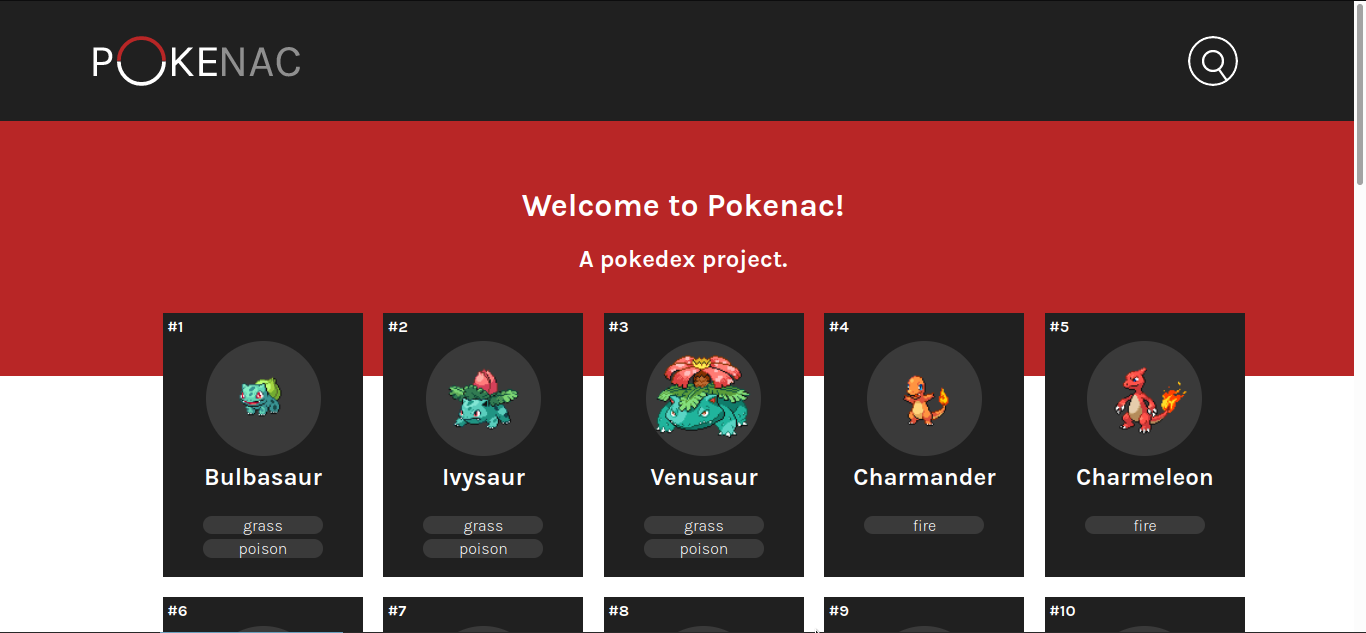 POKENAC
Welcome to Pokenac!
A pokedex project.
#1 #2 #3 #4 #5
Bulbasaur Ivysaur Venusaur Charmander Charmeleon
grass grass grass fire fire
poison poison poison
#6 #7 #8 #9 #10